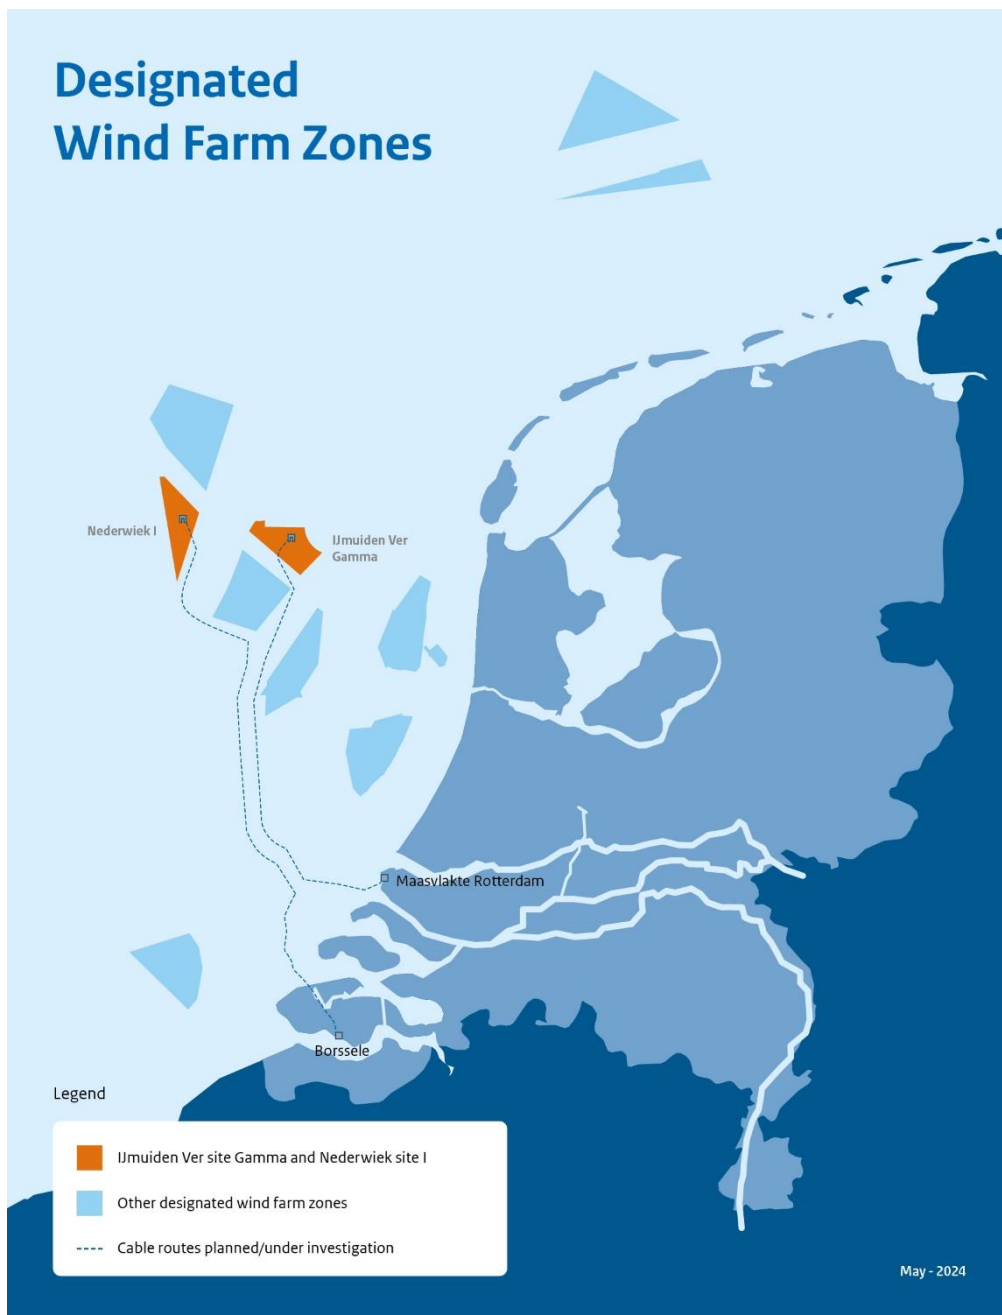 Designated
Wind Farm Zones
Nederwiek I
IJmuiden Ver
Gamma
Maasvlakte Rotterdam
Borssele
Legend
IJmuiden Ver site Gamma and Nederwiek site I
Other designated wind farm zones
Cable routes planned/under investigation
May - 2024